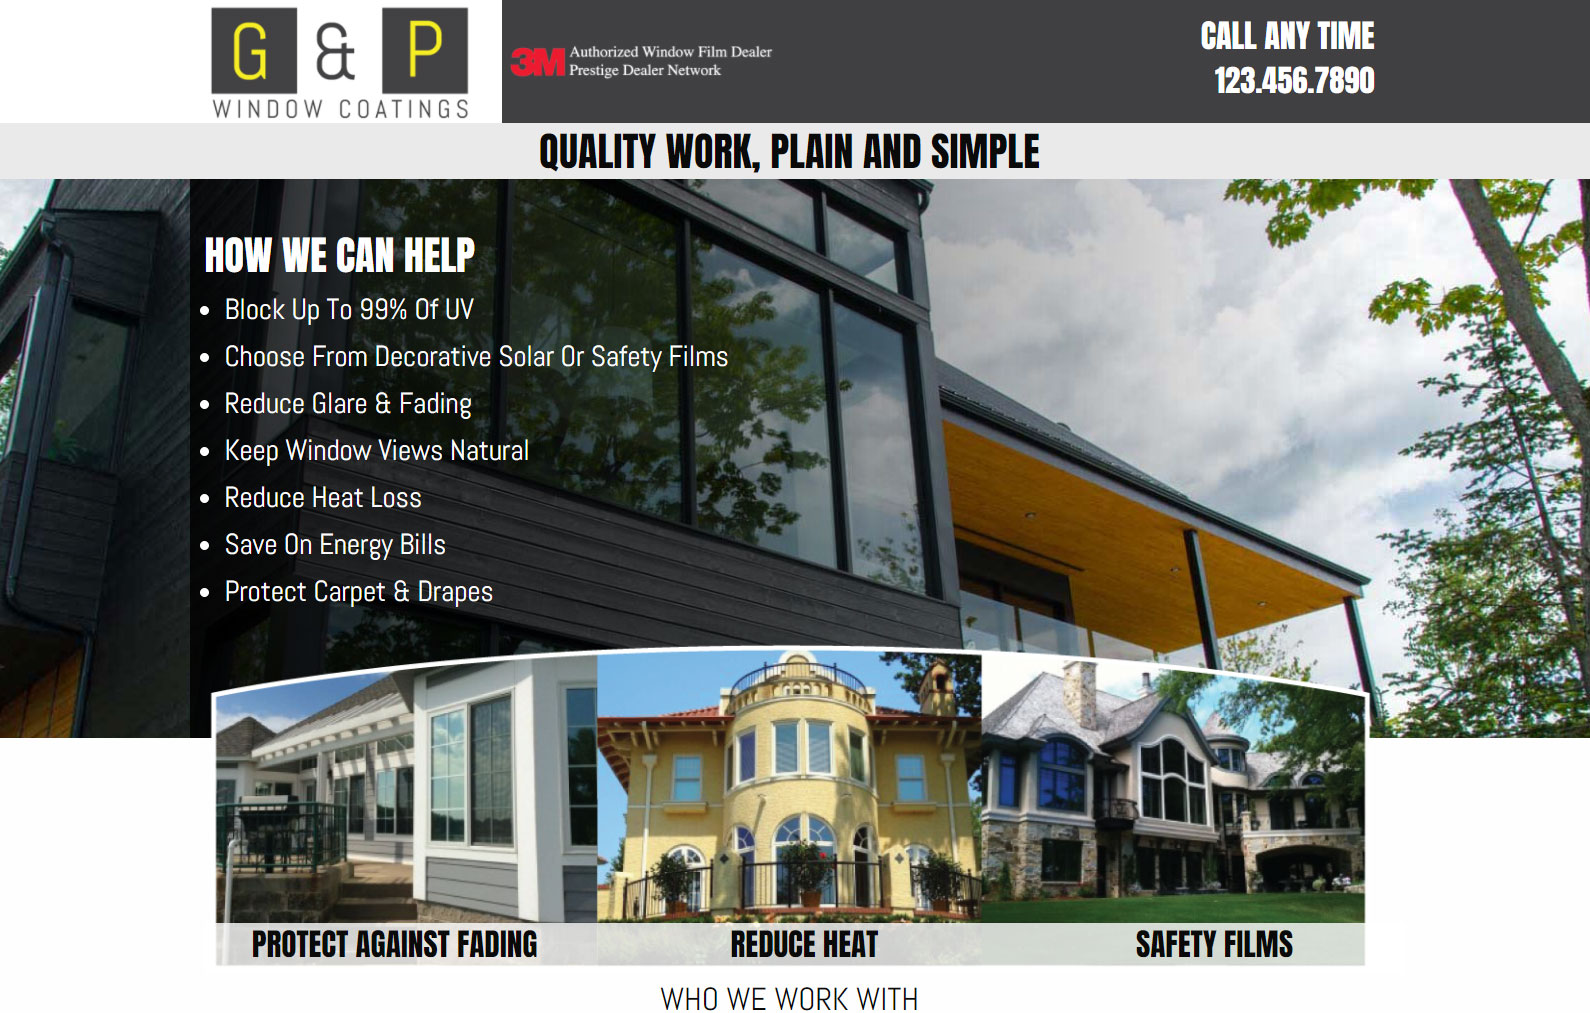 G & P
WINDOW COATINGS
3M Authorized Window Film Dealer
Prestige Dealer Network
CALL ANY TIME
123.456.7890
QUALITY WORK, PLAIN AND SIMPLE
HOW WE CAN HELP
• Block Up To 99% Of UV
• Choose From Decorative Solar Or Safety Films
• Reduce Glare & Fading
• Keep Window Views Natural
• Reduce Heat Loss
• Save On Energy Bills
• Protect Carpet & Drapes
PROTECT AGAINST FADING
REDUCE HEAT
SAFETY FILMS
WHO WE WORK WITH